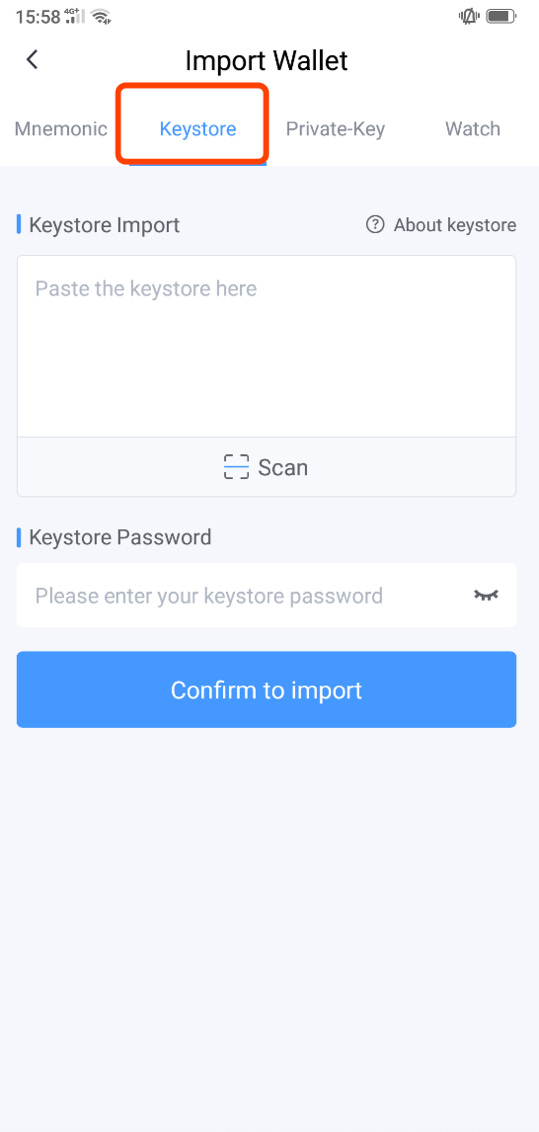 15:58 4G+
Import Wallet
Mnemonic Keystore Private-Key Watch
Keystore Import ? About keystore
Paste the keystore here
Scan
Keystore Password
Please enter your keystore password
Confirm to import